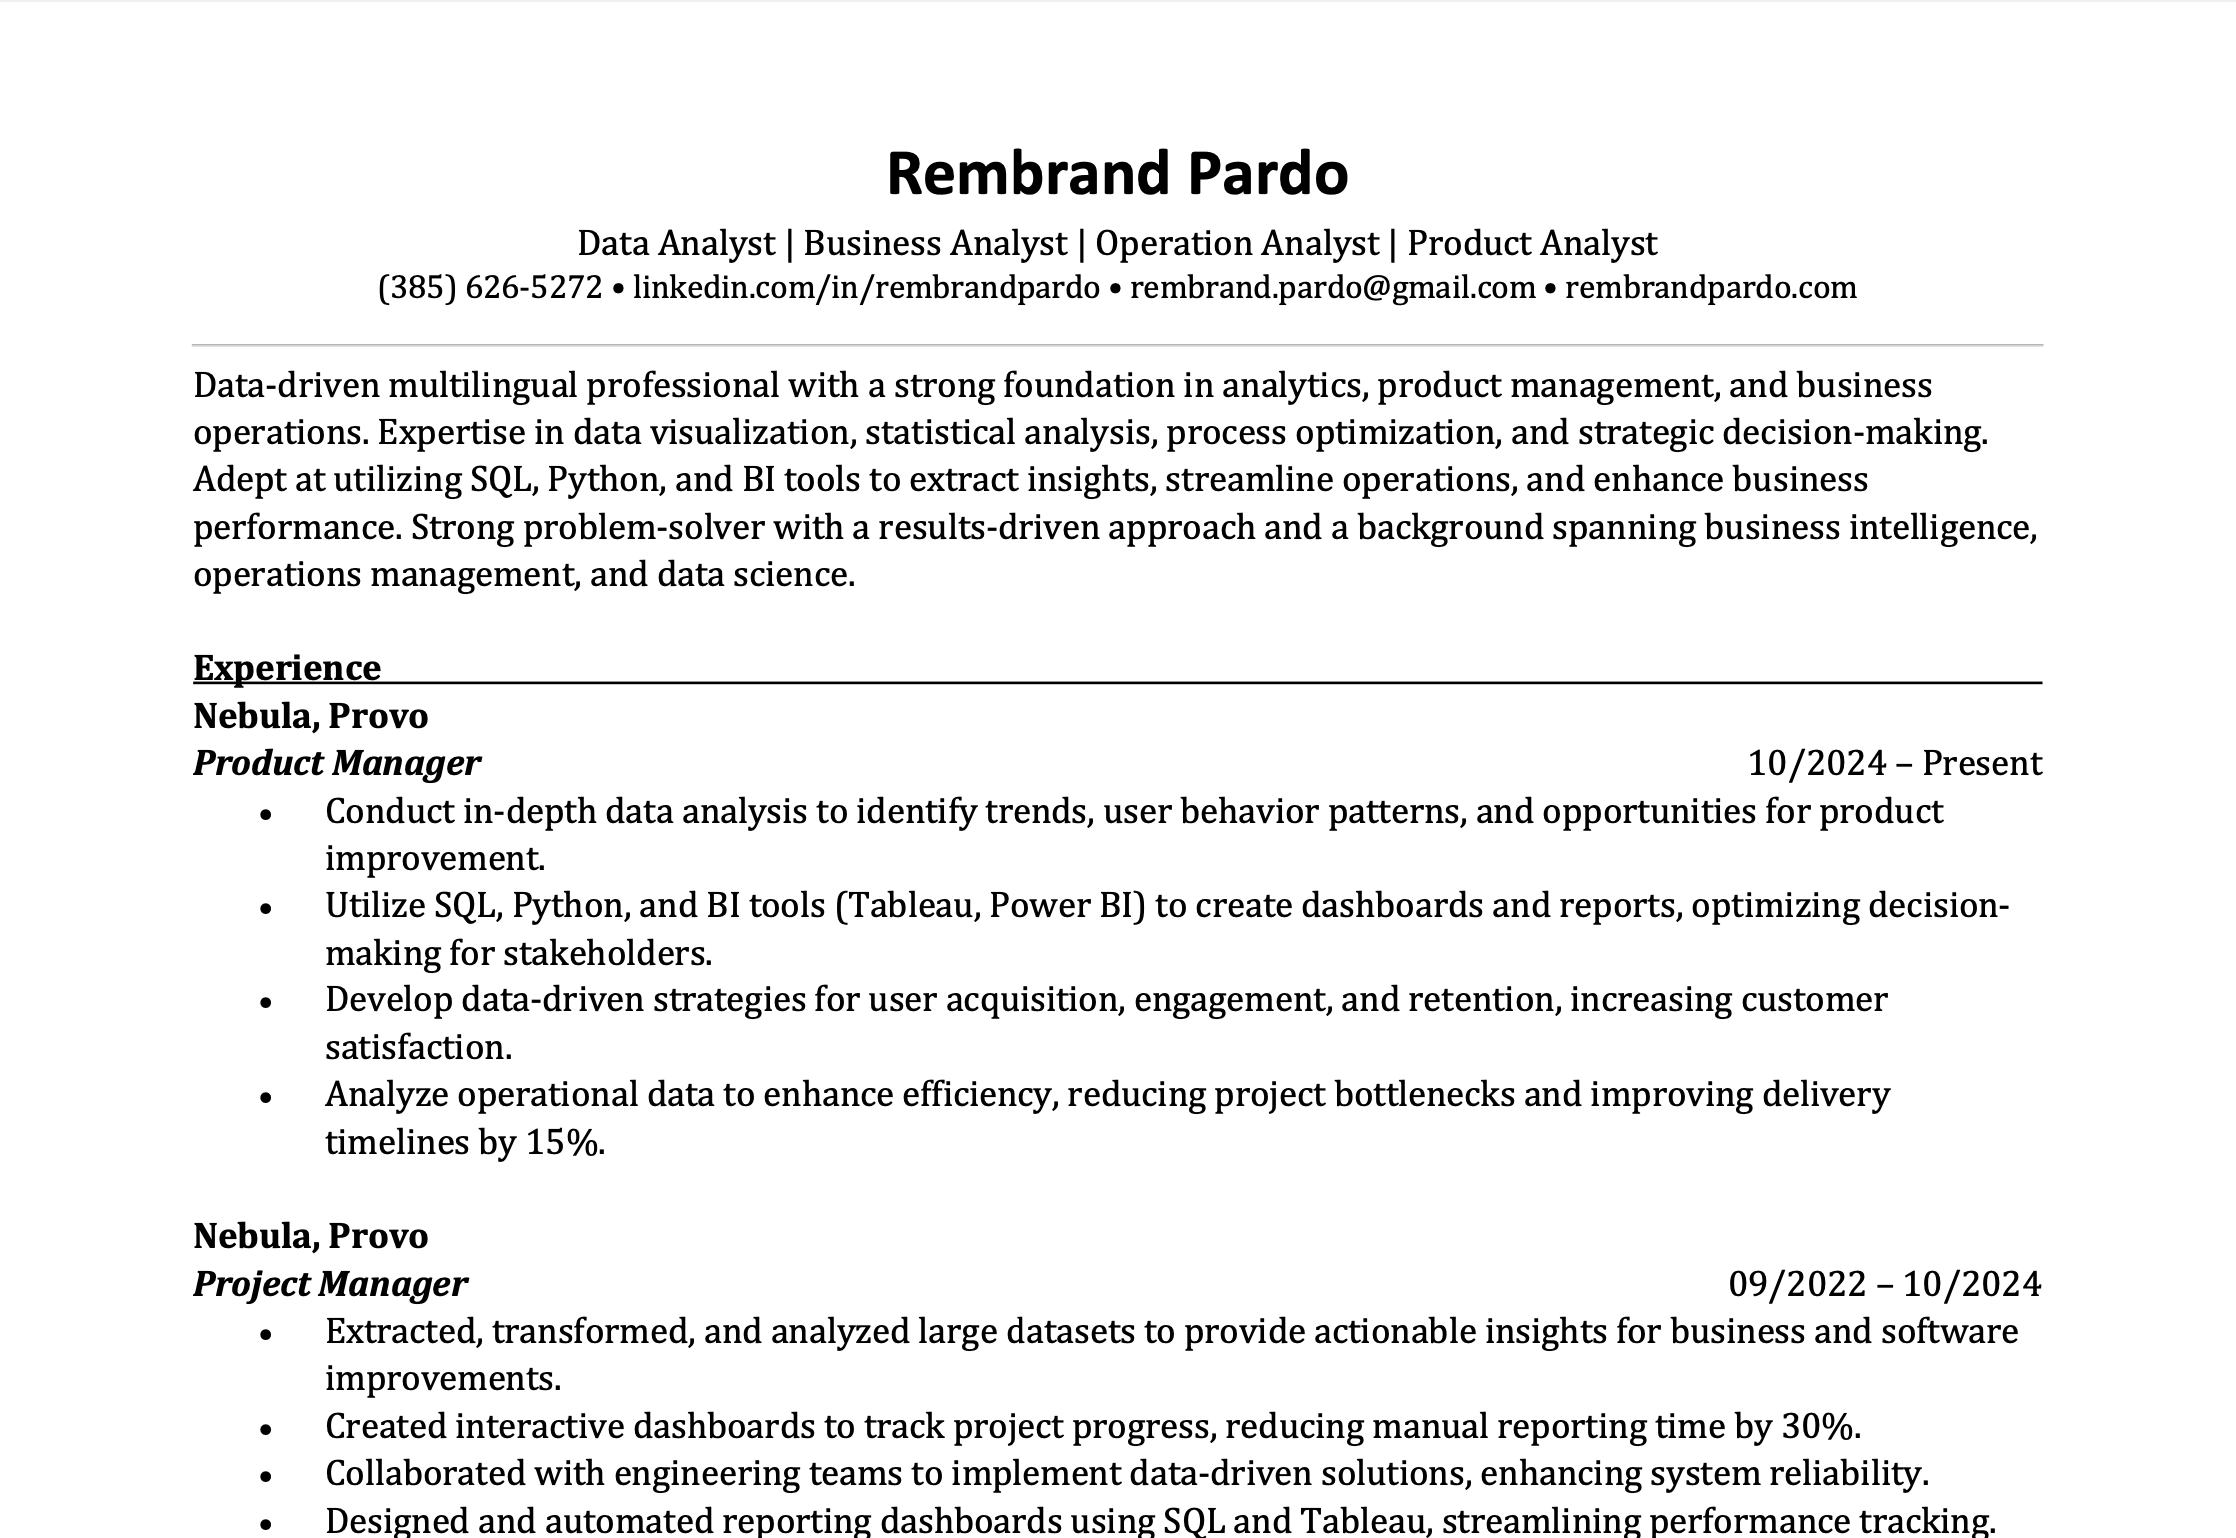 Rembrand Pardo
Data Analyst | Business Analyst | Operation Analyst | Product Analyst
(385) 626-5272 • linkedin.com/in/rembrandpardo • rembrand.pardo@gmail.com • rembrandpardo.com
Data-driven multilingual professional with a strong foundation in analytics, product management, and business
operations. Expertise in data visualization, statistical analysis, process optimization, and strategic decision-making.
Adept at utilizing SQL, Python, and BI tools to extract insights, streamline operations, and enhance business
performance. Strong problem-solver with a results-driven approach and a background spanning business intelligence,
operations management, and data science.
Experience
Nebula, Provo
Product Manager 10/2024 – Present
• Conduct in-depth data analysis to identify trends, user behavior patterns, and opportunities for product
improvement.
• Utilize SQL, Python, and BI tools (Tableau, Power BI) to create dashboards and reports, optimizing decision-
making for stakeholders.
• Develop data-driven strategies for user acquisition, engagement, and retention, increasing customer
satisfaction.
• Analyze operational data to enhance efficiency, reducing project bottlenecks and improving delivery
timelines by 15%.
Nebula, Provo
Project Manager 09/2022 – 10/2024
• Extracted, transformed, and analyzed large datasets to provide actionable insights for business and software
improvements.
• Created interactive dashboards to track project progress, reducing manual reporting time by 30%.
• Collaborated with engineering teams to implement data-driven solutions, enhancing system reliability.
• Designed and automated reporting dashboards using SQL and Tableau, streamlining performance tracking.